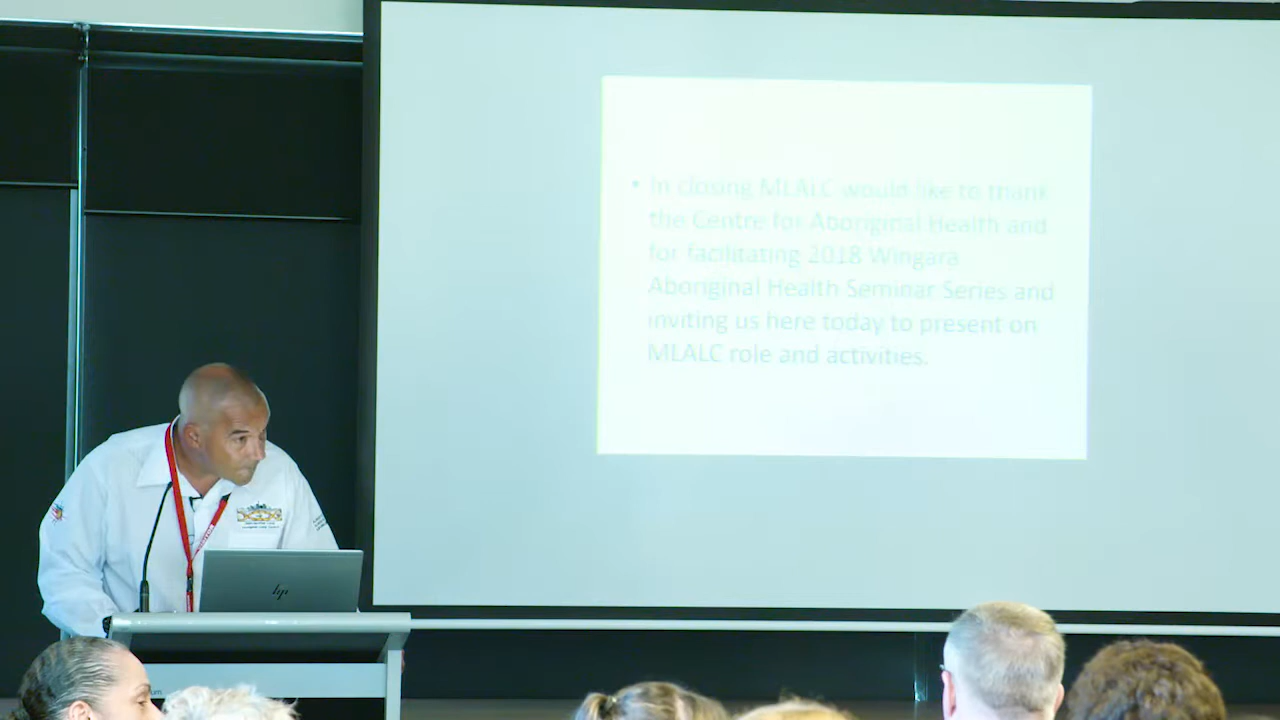 • In closing MLALC would like to thank
the Centre for Aboriginal Health and
for facilitating 2018 Wingara
Aboriginal Health Seminar Series and
inviting us here today to present on
MLALC role and activities.
hp